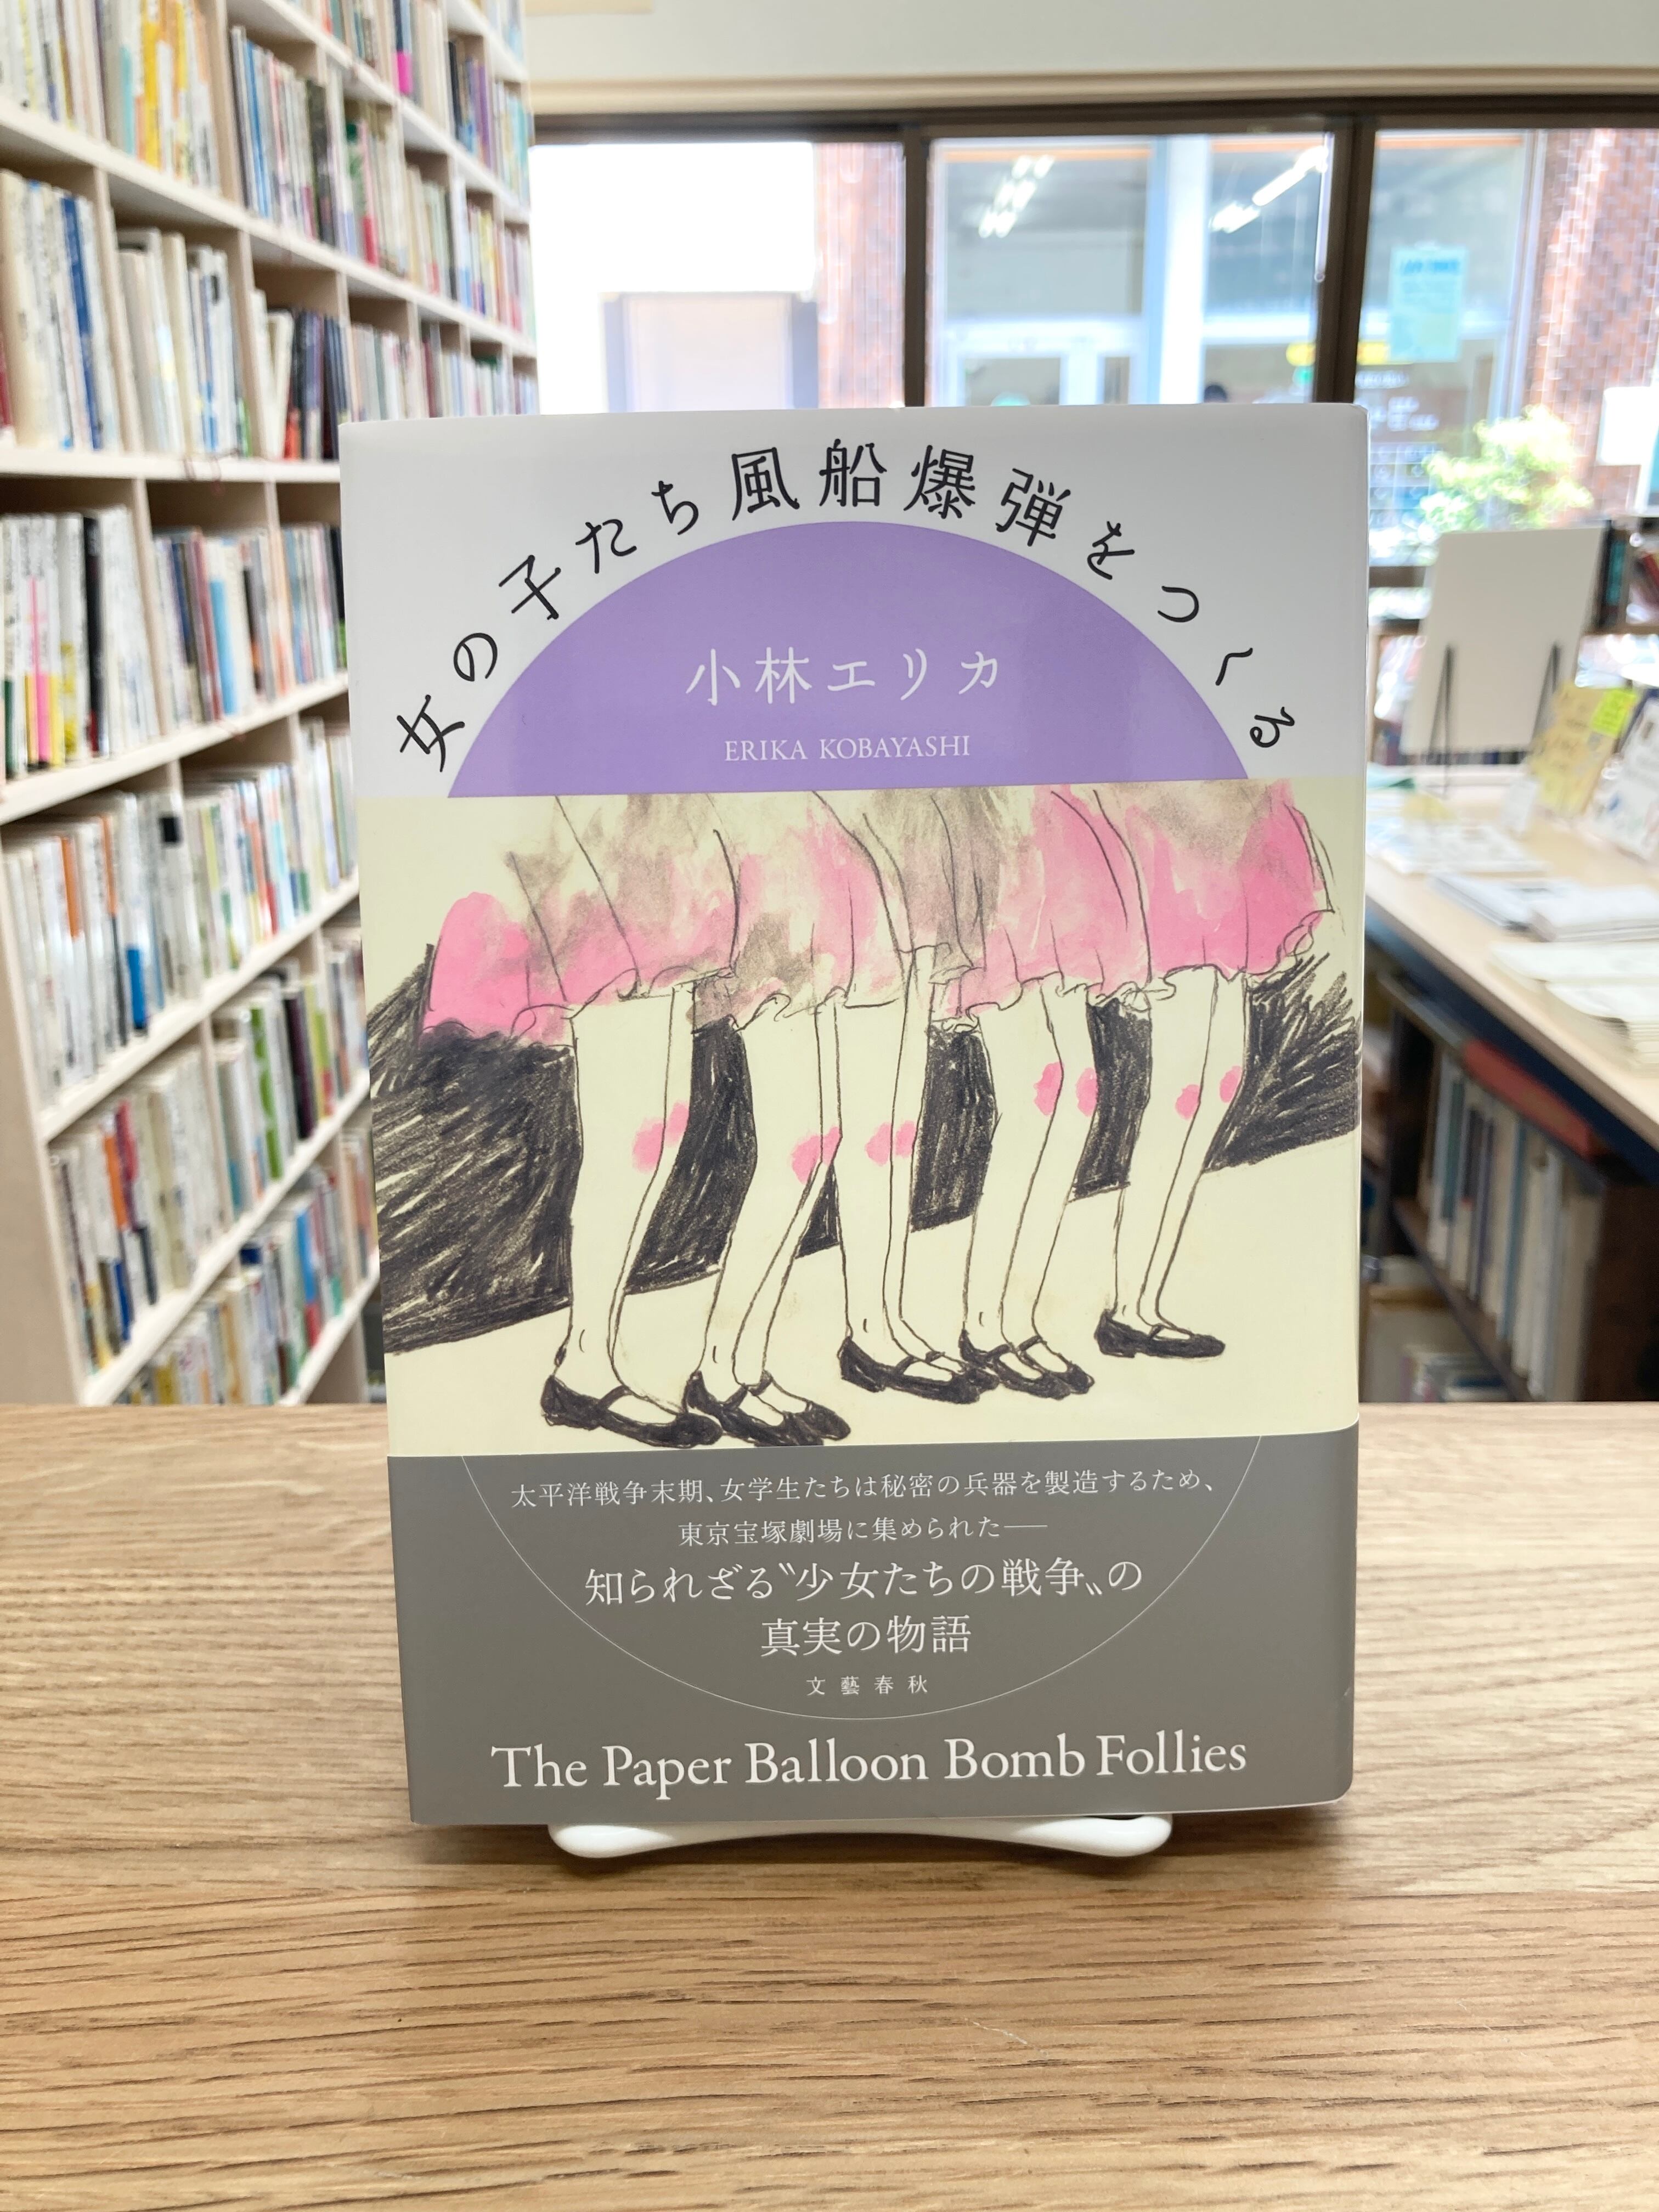 女の子たち風船爆弾をつくる
小林エリカ
ERIKA KOBAYASHI
太平洋戦争末期、女学生たちは秘密の兵器を製造するため、
東京宝塚劇場に集められた——
知られざる〝少女たちの戦争〟の
真実の物語
文藝春秋
The Paper Balloon Bomb Follies